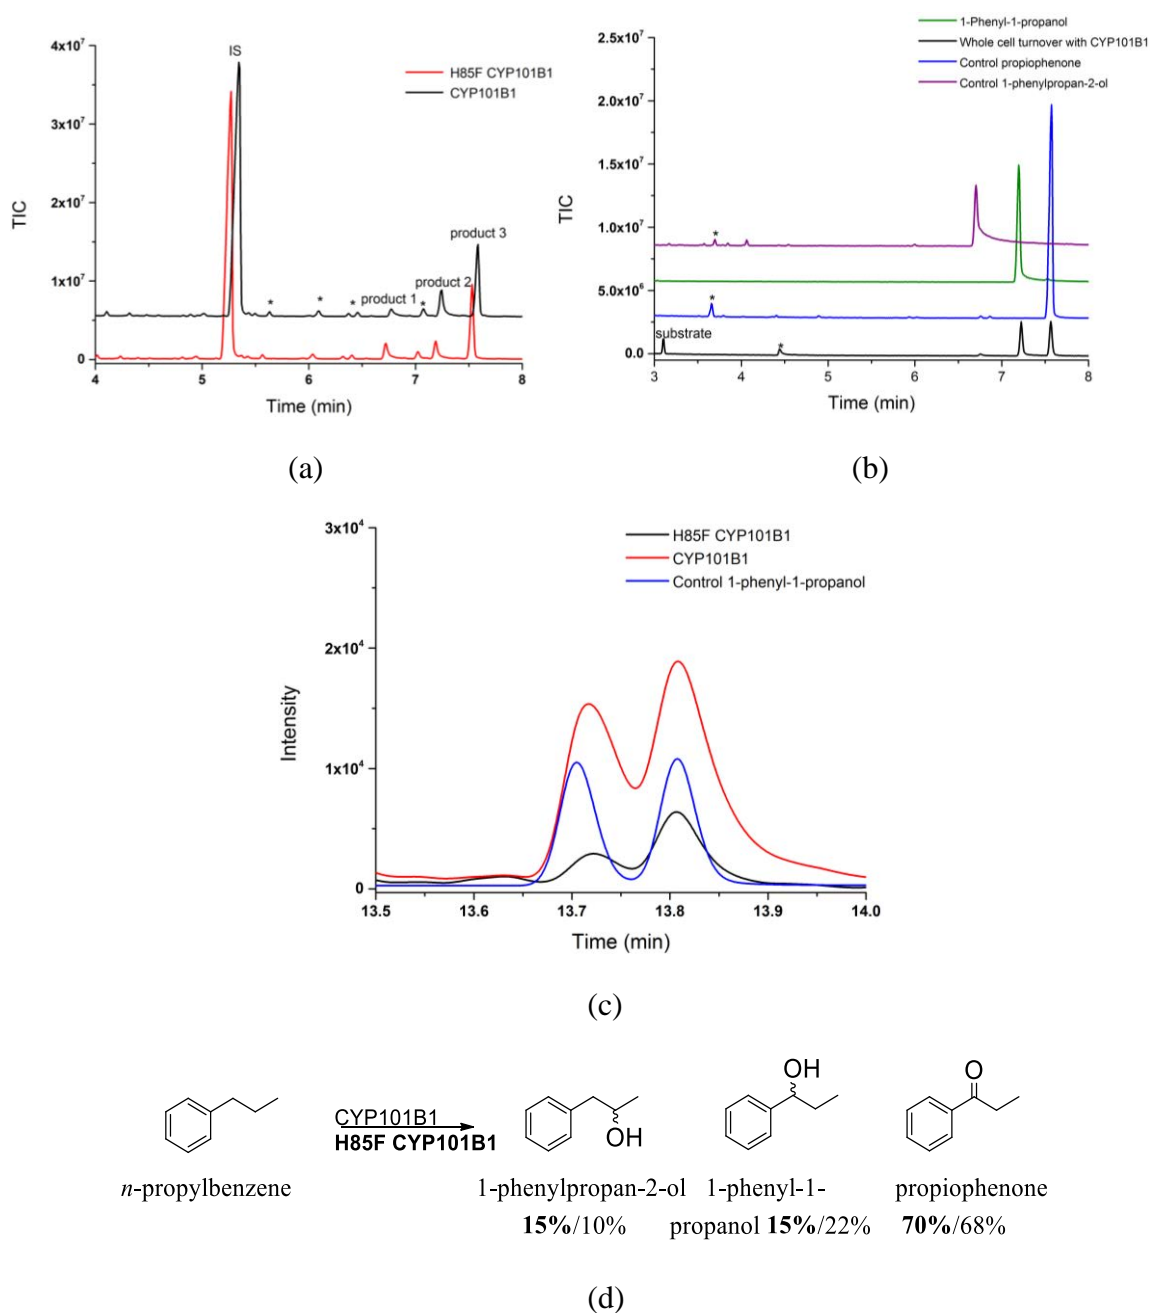 4x10⁷
3x10⁷
2x10⁷
1x10⁷
0
TIC
IS
H85F CYP101B1
CYP101B1
*
*
*
product 1
*
product 2
product 3
4
5
6
7
8
Time (min)
(a)
1-Phenyl-1-propanol
Whole cell turnover with CYP101B1
Control propiophenone
Control 1-phenylpropan-2-ol
2.5x10⁷
2.0x10⁷
1.5x10⁷
1.0x10⁷
5.0x10⁶
0.0
TIC
*
*
substrate
*
3
4
5
6
7
8
Time (min)
(b)
3x10⁴
2x10⁴
1x10⁴
0
Intensity
H85F CYP101B1
CYP101B1
Control 1-phenyl-1-propanol
13.5
13.6
13.7
13.8
13.9
14.0
Time (min)
(c)
CYP101B1
H85F CYP101B1
OH
OH
O
n-propylbenzene
1-phenylpropan-2-ol
15%/10%
1-phenyl-1-
propanol 15%/22%
propiophenone
70%/68%
(d)